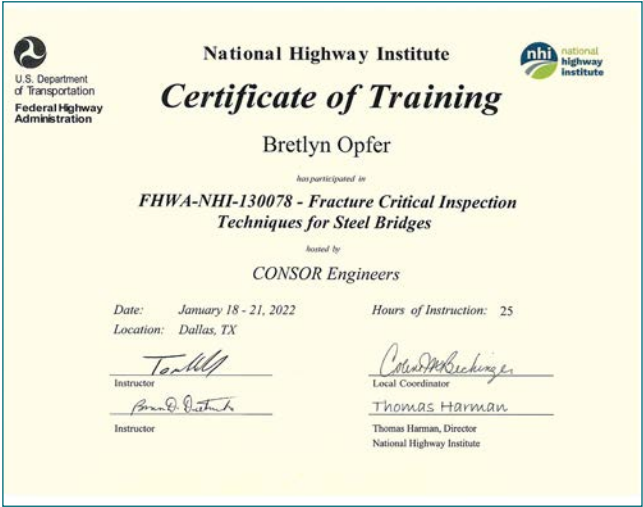 U.S. Department
of Transportation
Federal Highway
Administration
National Highway Institute
nhi
national
highway
institute
Certificate of Training
Bretlyn Opfer
has participated in
FHWA-NHI-130078 - Fracture Critical Inspection
Techniques for Steel Bridges
hosted by
CONSOR Engineers
Date: January 18 - 21, 2022
Hours of Instruction: 25
Location: Dallas, TX
Instructor
Local Coordinator
Thomas Harman
Instructor
Thomas Harman, Director
National Highway Institute